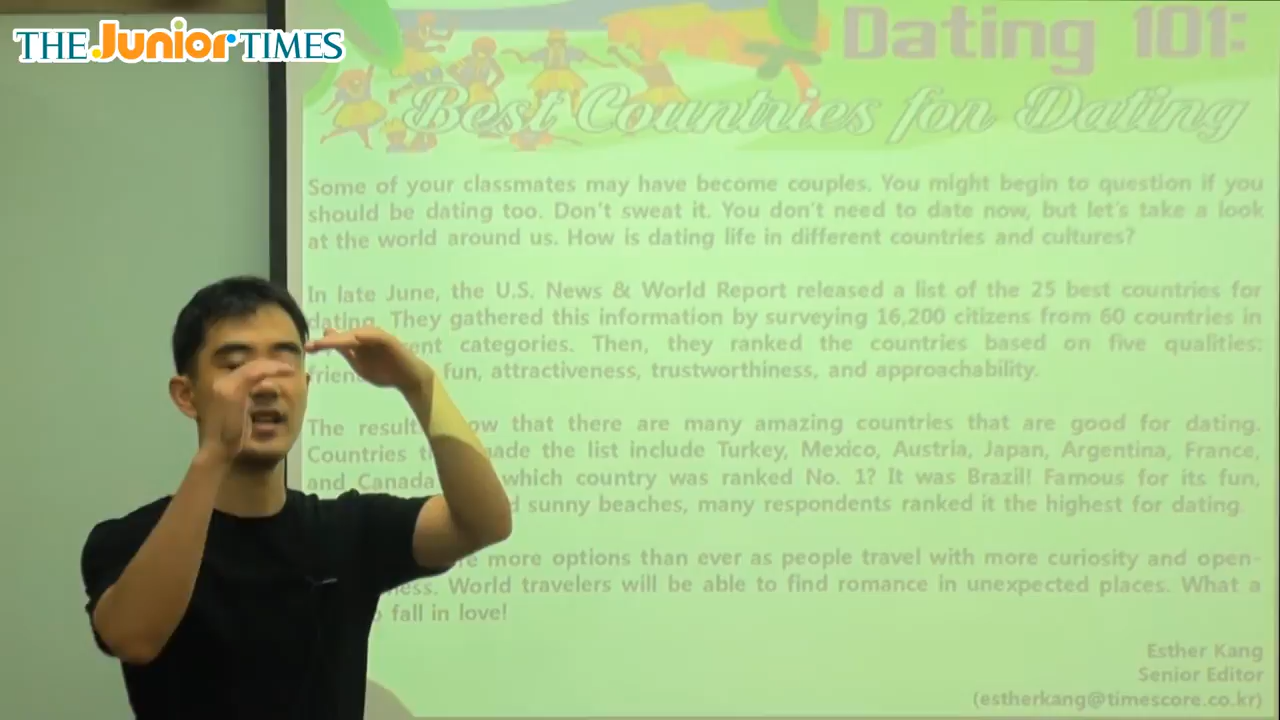 THE Junior TIMES
Dating 101:
Best Countries for Dating
Some of your classmates may have become couples. You might begin to question if you
should be dating too. Don't sweat it. You don't need to date now, but let's take a look
at the world around us. How is dating life in different countries and cultures?
In late June, the U.S. News & World Report released a list of the 25 best countries for
dating. They gathered this information by surveying 16,200 citizens from 60 countries in
categories. Then, they ranked the countries based on five qualities:
fun, attractiveness, trustworthiness, and approachability.
The results that there are many amazing countries that are good for dating.
Countries made the list include Turkey, Mexico, Austria, Japan, Argentina, France,
and Canada which country was ranked No. 1? It was Brazil! Famous for its fun,
sunny beaches, many respondents ranked it the highest for dating.
more options than ever as people travel with more curiosity and open-
World travelers will be able to find romance in unexpected places. What a
fall in love!
Esther Kang
Senior Editor
(estherkang@timescore.co.kr)